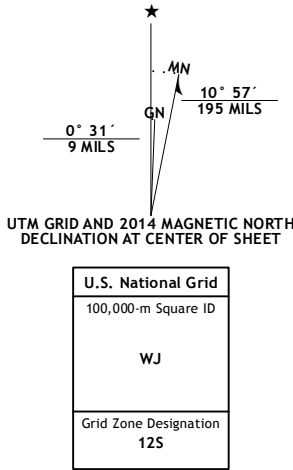 ★
MN
GN
10° 57´
195 MILS
0° 31´
9 MILS
UTM GRID AND 2014 MAGNETIC NORTH
DECLINATION AT CENTER OF SHEET
U.S. National Grid
100,000-m Square ID
WJ
Grid Zone Designation
12S